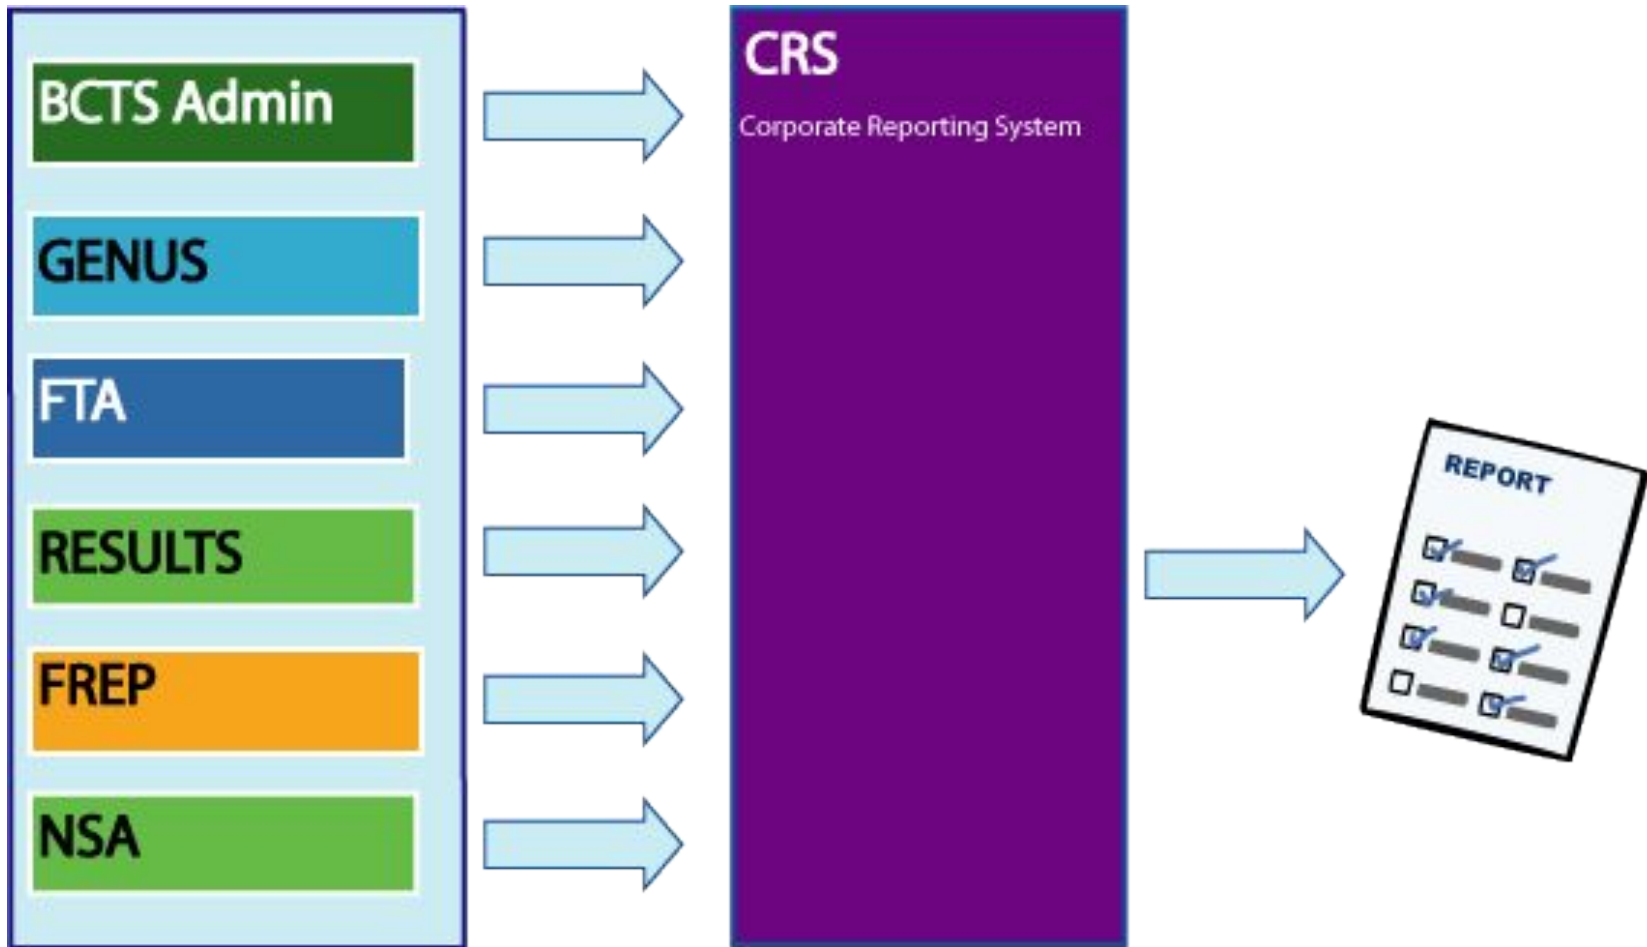 BCTS Admin
GENUS
FTA
RESULTS
FREP
NSA
CRS
Corporate Reporting System
REPORT